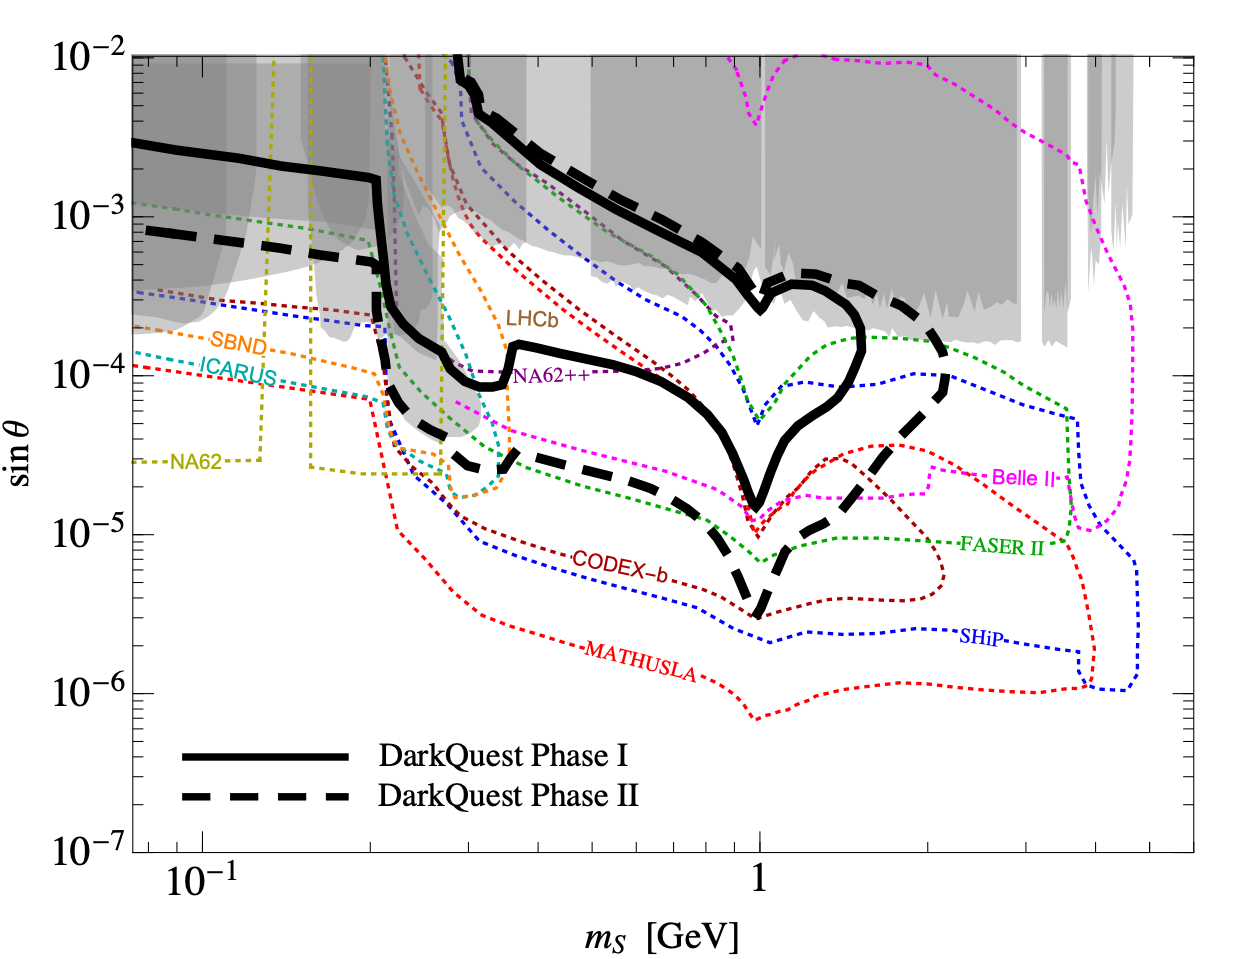 10⁻²
10⁻³
10⁻⁴
10⁻⁵
10⁻⁶
10⁻⁷
sin θ
LHCb
SBND
ICARUS
NA62++
NA62
Belle II
FASER II
CODEX–b
SHiP
MATHUSLA
DarkQuest Phase I
DarkQuest Phase II
10⁻¹
1
m_S [GeV]